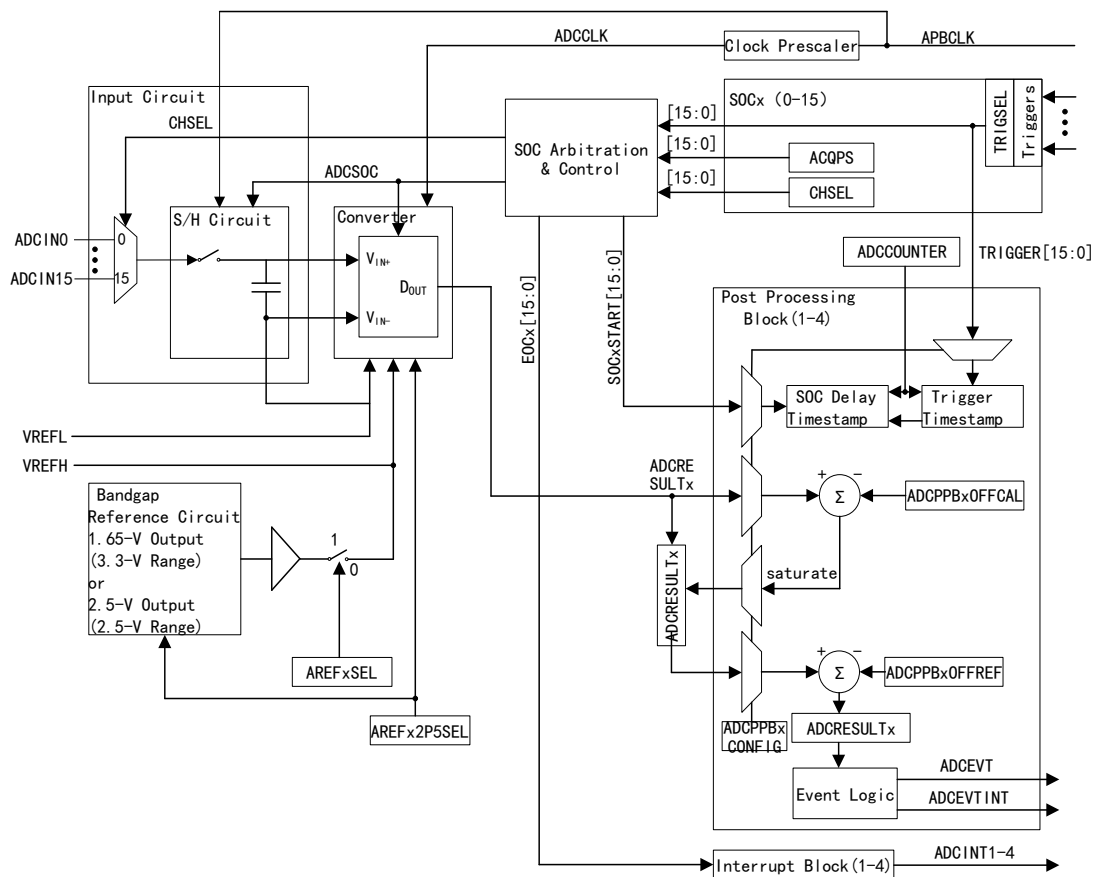 ADCCLK
Clock Prescaler
APBCLK
Input Circuit
CHSEL
SOC Arbitration
& Control
[15:0]
[15:0]
[15:0]
SOCx (0-15)
TRIGSEL
Triggers
ACQPS
CHSEL
ADCSOC
S/H Circuit
Converter
ADCIN0
0
ADCIN15
15
VIN+
DOUT
VIN-
ADCCOUNTER
TRIGGER[15:0]
EOCx[15:0]
SOCxSTART[15:0]
Post Processing
Block(1-4)
SOC Delay
Timestamp
Trigger
Timestamp
VREFL
VREFH
ADCRE
SULTx
+
Σ
−
ADCPPBxOFFCAL
Bandgap
Reference Circuit
1.65-V Output
(3.3-V Range)
or
2.5-V Output
(2.5-V Range)
1
0
ADCRESULTx
saturate
AREFxSEL
AREFx2P5SEL
+
Σ
−
ADCPPBxOFFREF
ADCPPBx
CONFIG
ADCRESULTx
Event Logic
ADCEVT
ADCEVTINT
Interrupt Block(1-4)
ADCINT1-4